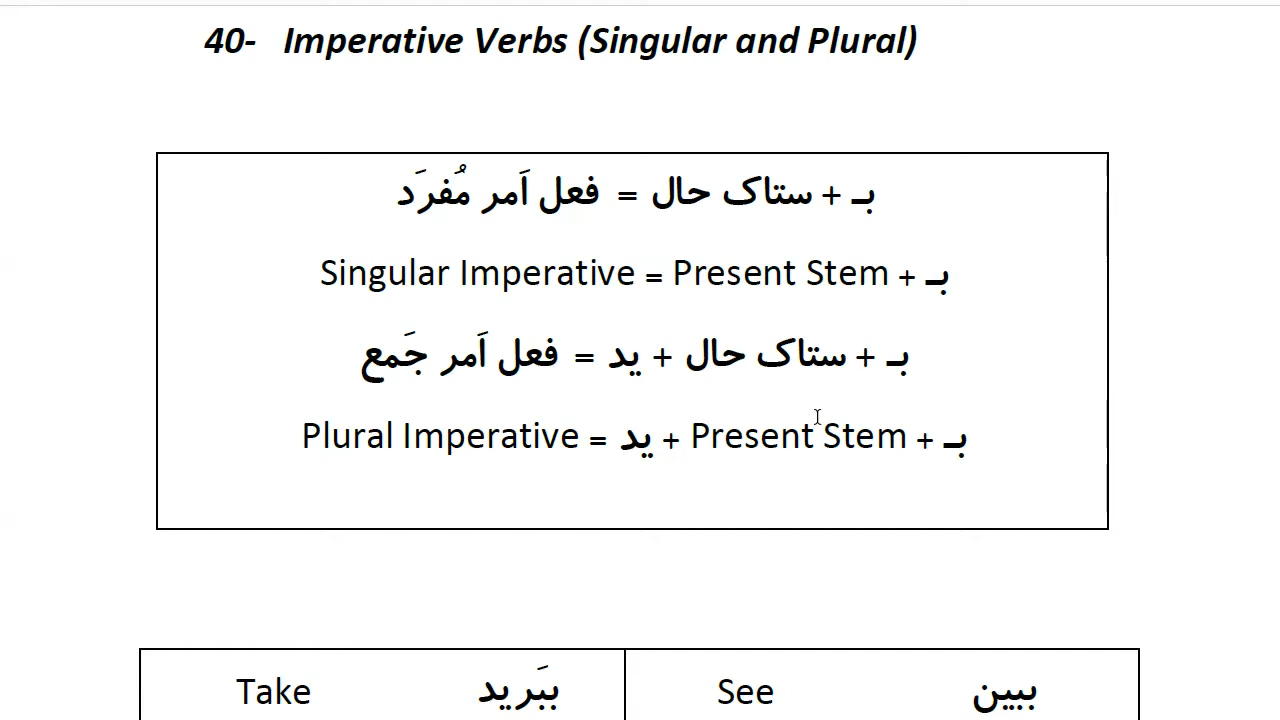 40- Imperative Verbs (Singular and Plural)
بـ + ستاک حال = فعل اَمر مُفرَد
Singular Imperative = Present Stem + بـ
بـ + ستاک حال + ید = فعل اَمر جَمع
Plural Imperative = ید + Present Stem + بـ
Take ببَرید See ببین